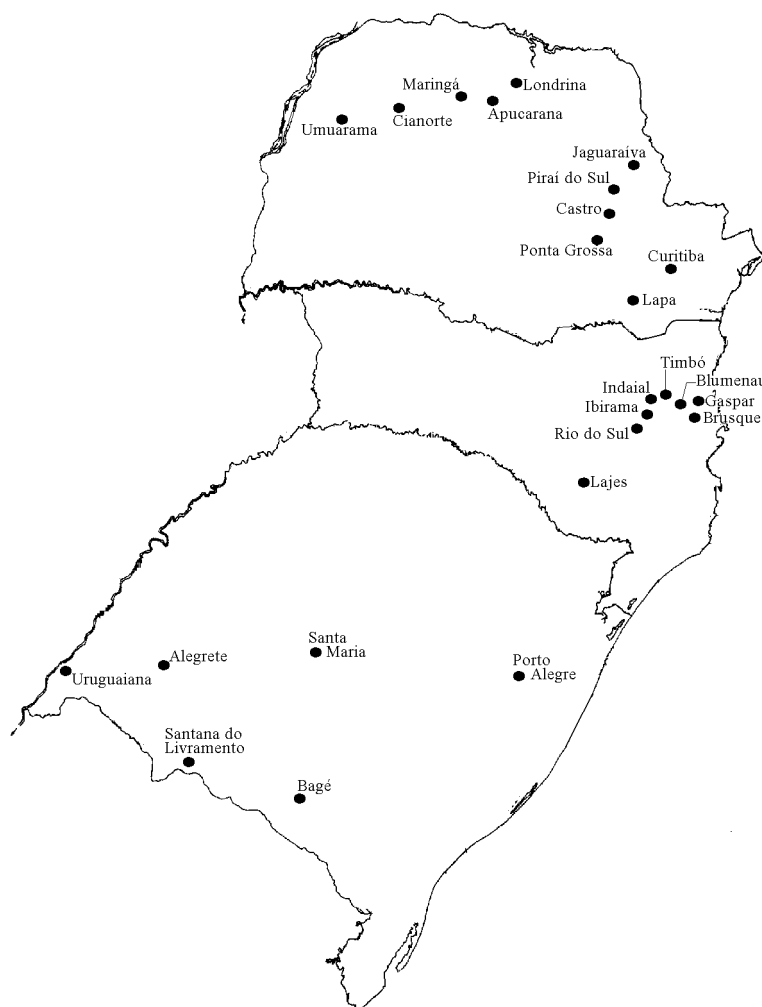 Londrina
Maringá
Apucarana
Cianorte
Umuarama
Jaguaraíva
Piraí do Sul
Castro
Ponta Grossa
Curitiba
Lapa
Timbó
Blumenau
Indaial
Gaspar
Ibirama
Brusque
Rio do Sul
Lajes
Santa
Maria
Alegrete
Porto
Alegre
Uruguaiana
Santana do
Livramento
Bagé